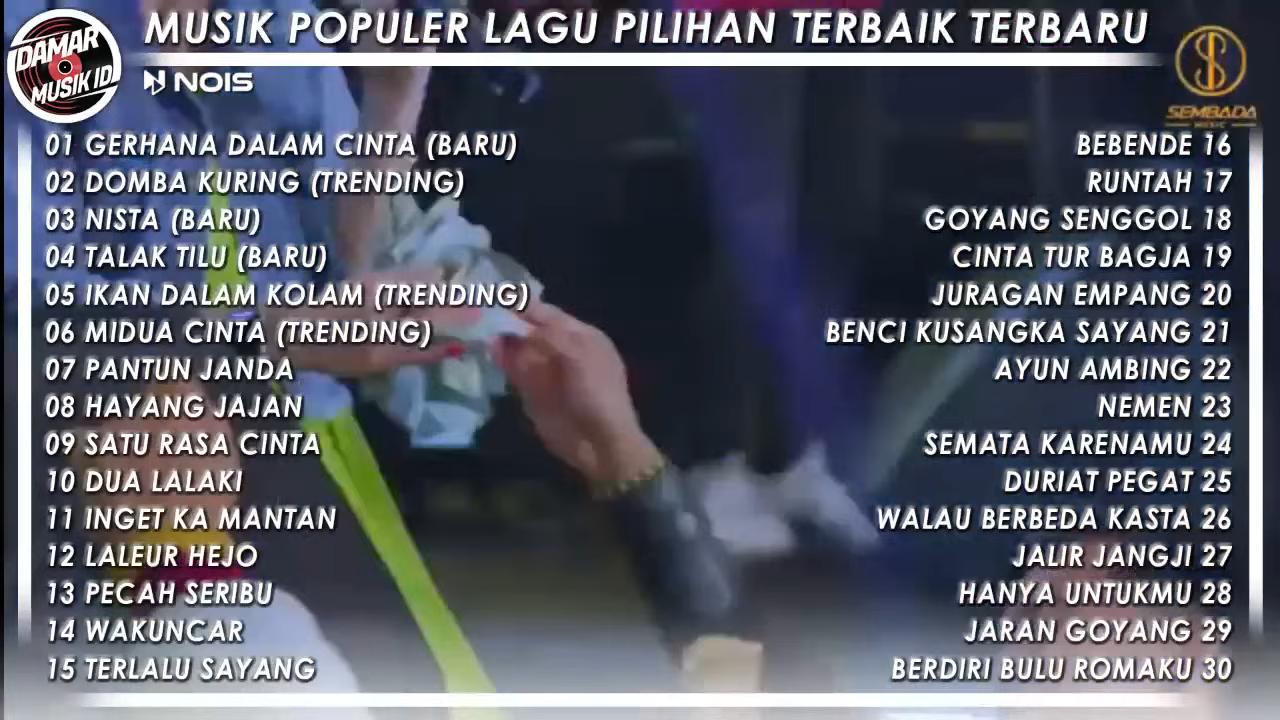 DAMAR
MUSIK ID
MUSIK POPULER LAGU PILIHAN TERBAIK TERBARU
NOIS
SEMBADA
MUSIC
01 GERHANA DALAM CINTA (BARU)
02 DOMBA KURING (TRENDING)
03 NISTA (BARU)
04 TALAK TILU (BARU)
05 IKAN DALAM KOLAM (TRENDING)
06 MIDUA CINTA (TRENDING)
07 PANTUN JANDA
08 HAYANG JAJAN
09 SATU RASA CINTA
10 DUA LALAKI
11 INGET KA MANTAN
12 LALEUR HEJO
13 PECAH SERIBU
14 WAKUNCAR
15 TERLALU SAYANG
BEBENDE 16
RUNTAH 17
GOYANG SENGGOL 18
CINTA TUR BAGJA 19
JURAGAN EMPANG 20
BENCI KUSANGKA SAYANG 21
AYUN AMBING 22
NEMEN 23
SEMATA KARENAMU 24
DURIAT PEGAT 25
WALAU BERBEDA KASTA 26
JALIR JANGJI 27
HANYA UNTUKMU 28
JARAN GOYANG 29
BERDIRI BULU ROMAKU 30